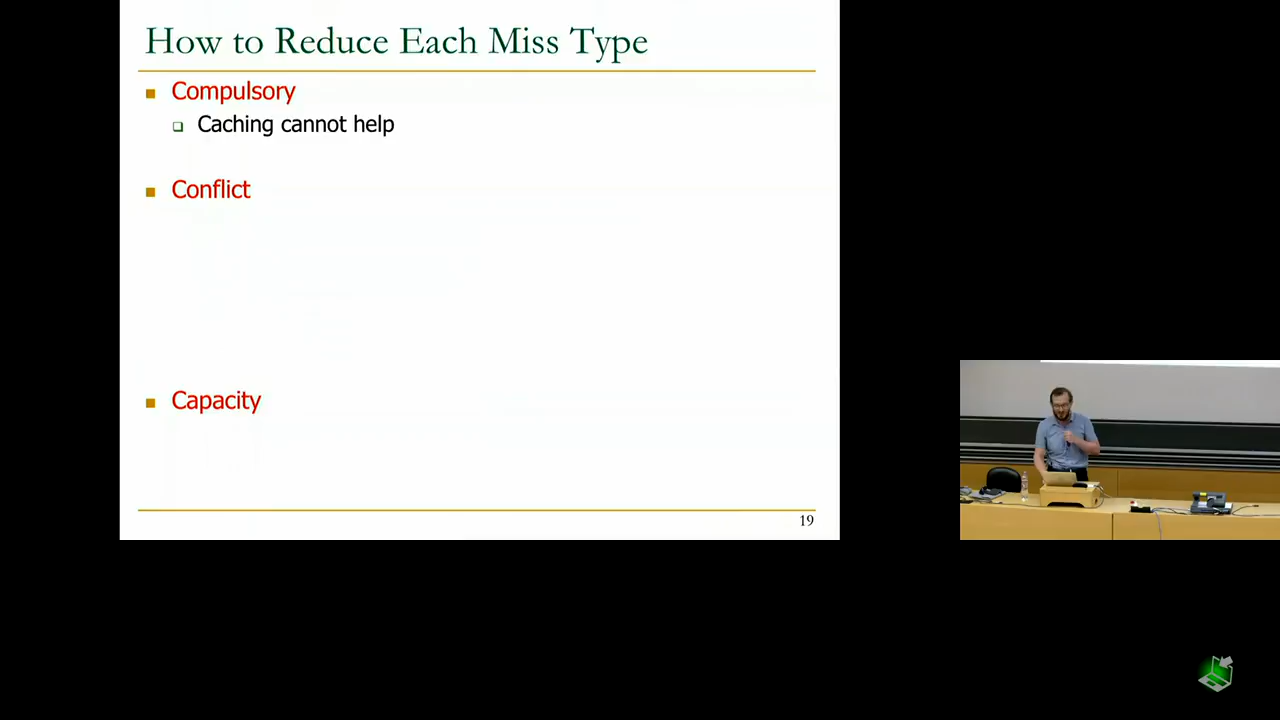 How to Reduce Each Miss Type
Compulsory
Caching cannot help
Conflict
Capacity
19